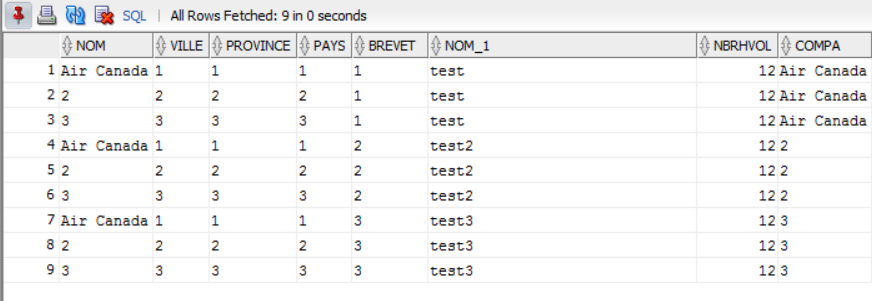 SQL | All Rows Fetched: 9 in 0 seconds
NOM VILLE PROVINCE PAYS BREVET NOM_1 NBRHVOL COMPA
1 Air Canada 1 1 1 1 test 12 Air Canada
2 2 2 2 2 1 test 12 Air Canada
3 3 3 3 3 1 test 12 Air Canada
4 Air Canada 1 1 1 2 test2 12 2
5 2 2 2 2 2 test2 12 2
6 3 3 3 3 2 test2 12 2
7 Air Canada 1 1 1 3 test3 12 3
8 2 2 2 2 3 test3 12 3
9 3 3 3 3 3 test3 12 3